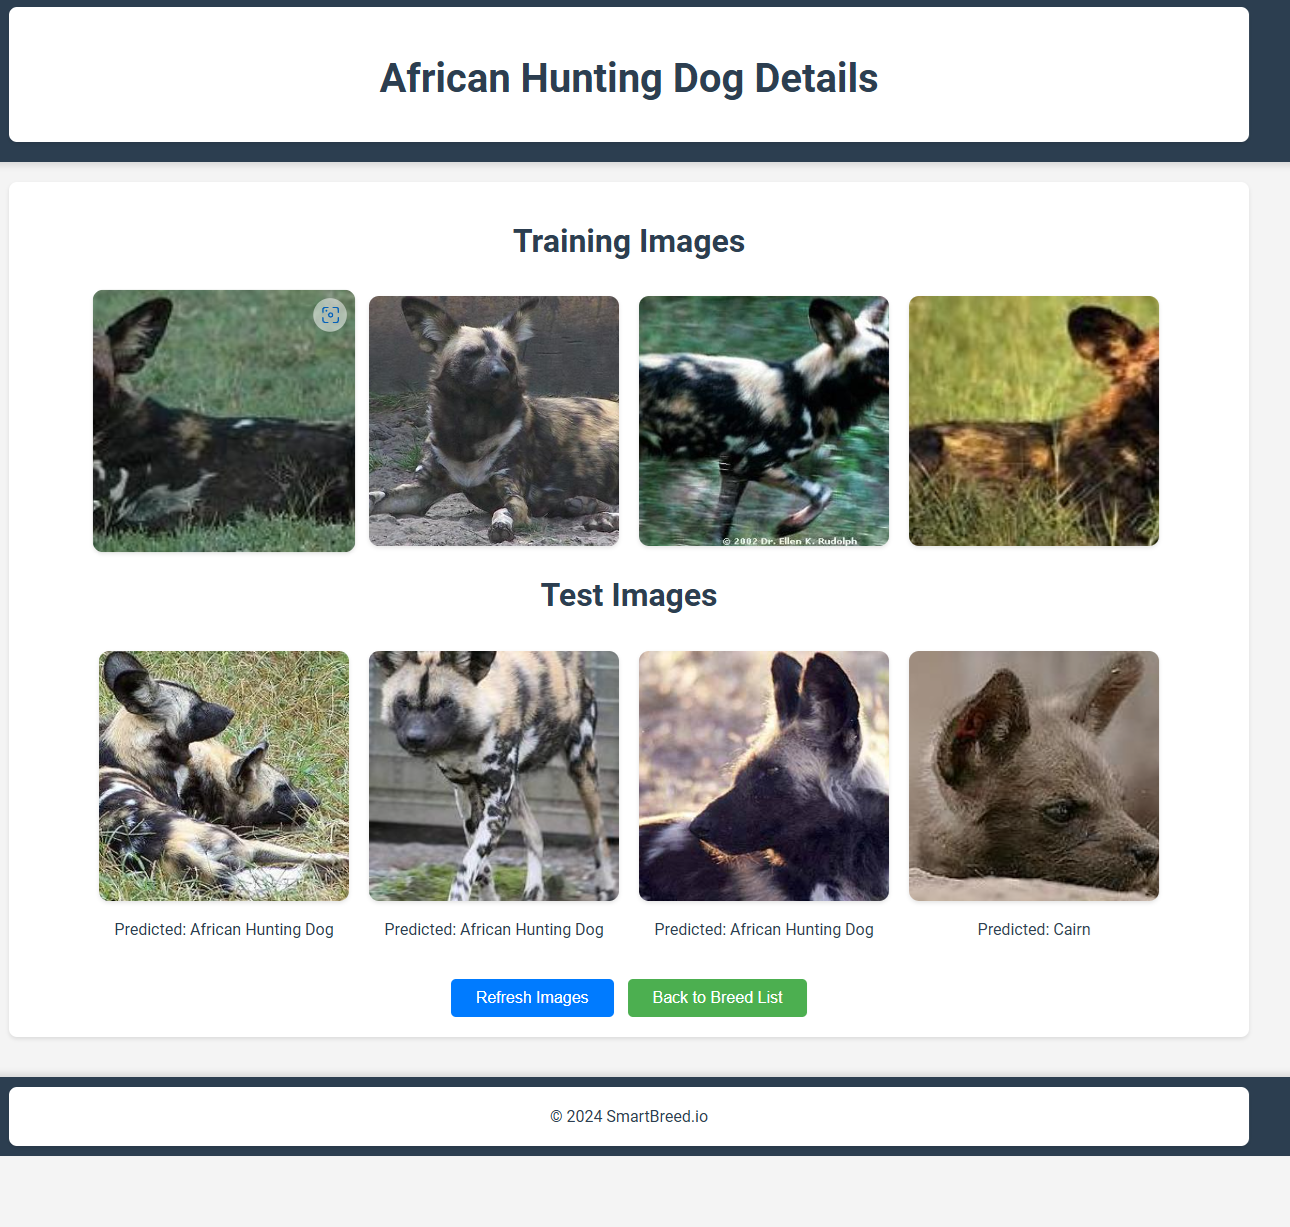 African Hunting Dog Details
Training Images
© 2002 Dr. Ellen K. Rudolph
Test Images
Predicted: African Hunting Dog
Predicted: African Hunting Dog
Predicted: African Hunting Dog
Predicted: Cairn
Refresh Images
Back to Breed List
© 2024 SmartBreed.io